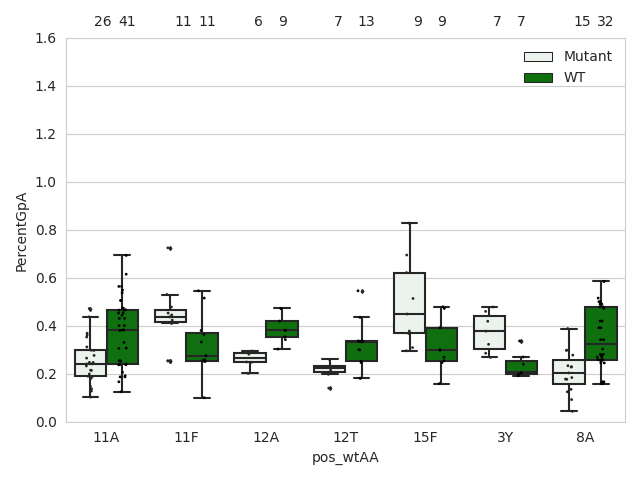 26 41 11 11 6 9 7 13 9 9 7 7 15 32
1.6
Mutant
WT
1.4
1.2
1.0
0.8
0.6
0.4
0.2
0.0
PercentGpA
11A 11F 12A 12T 15F 3Y 8A
pos_wtAA